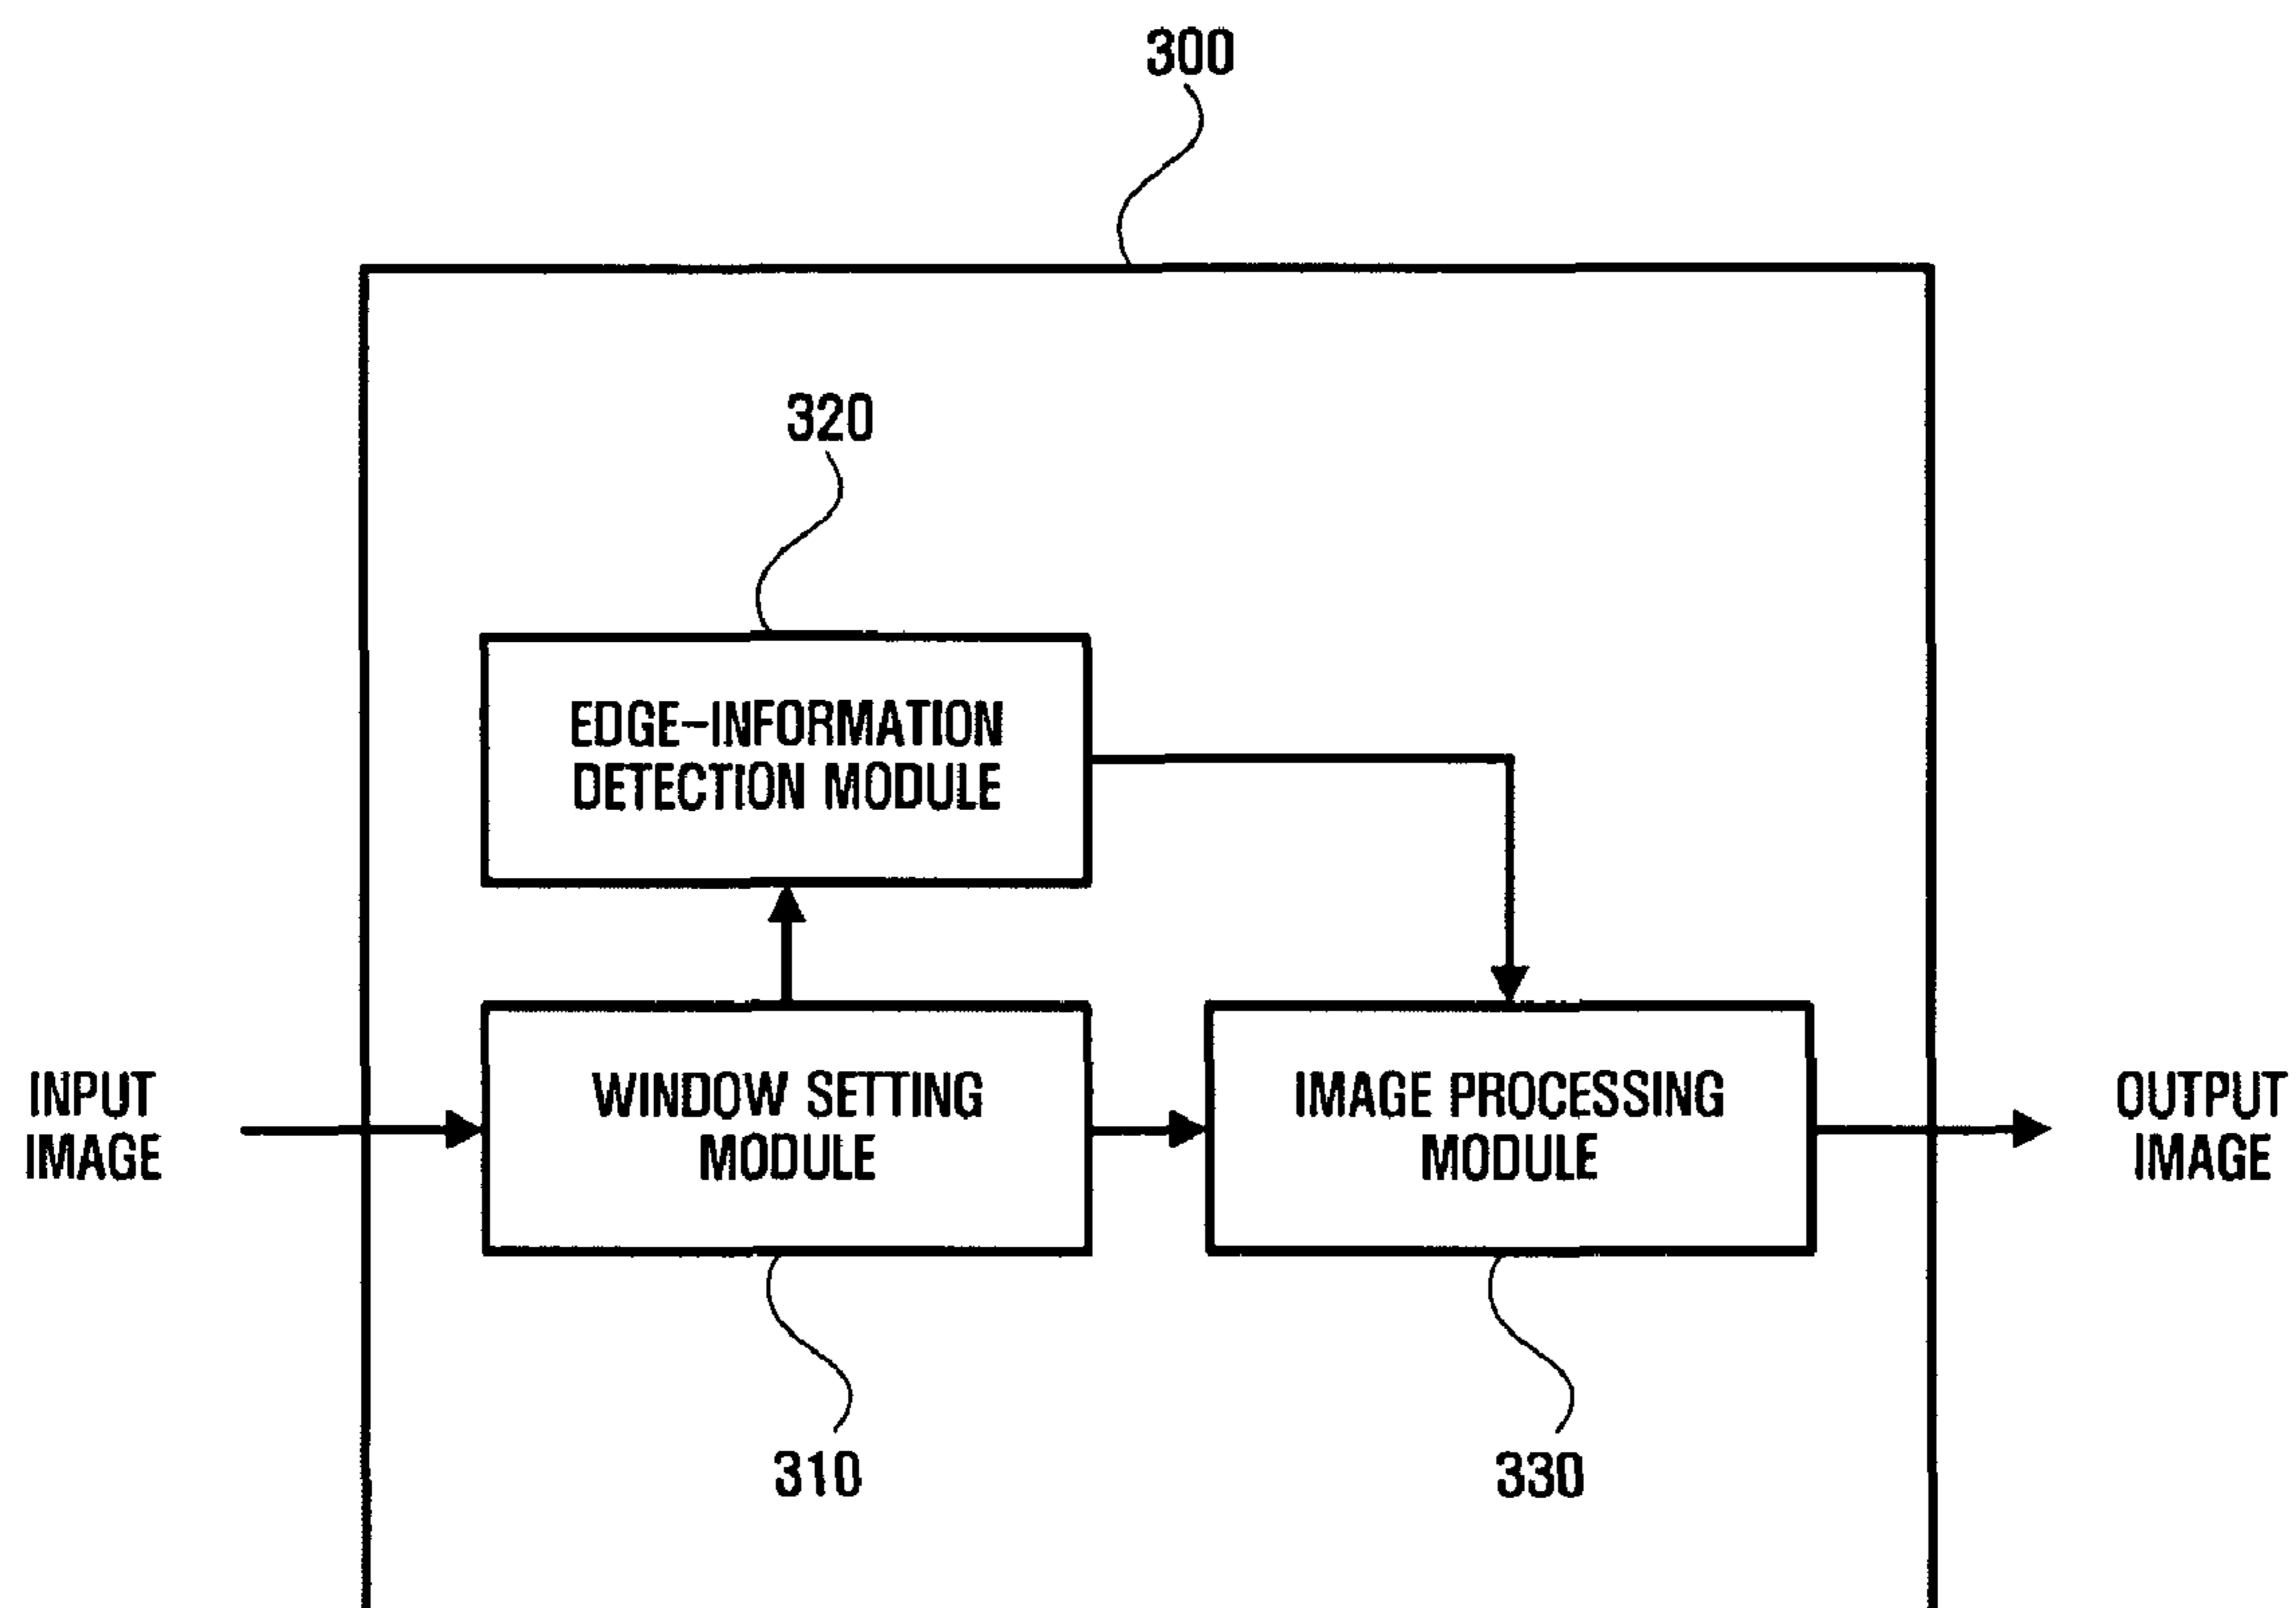 300
320
EDGE-INFORMATION
DETECTION MODULE
INPUT
IMAGE
WINDOW SETTING
MODULE
IMAGE PROCESSING
MODULE
OUTPUT
IMAGE
310
330